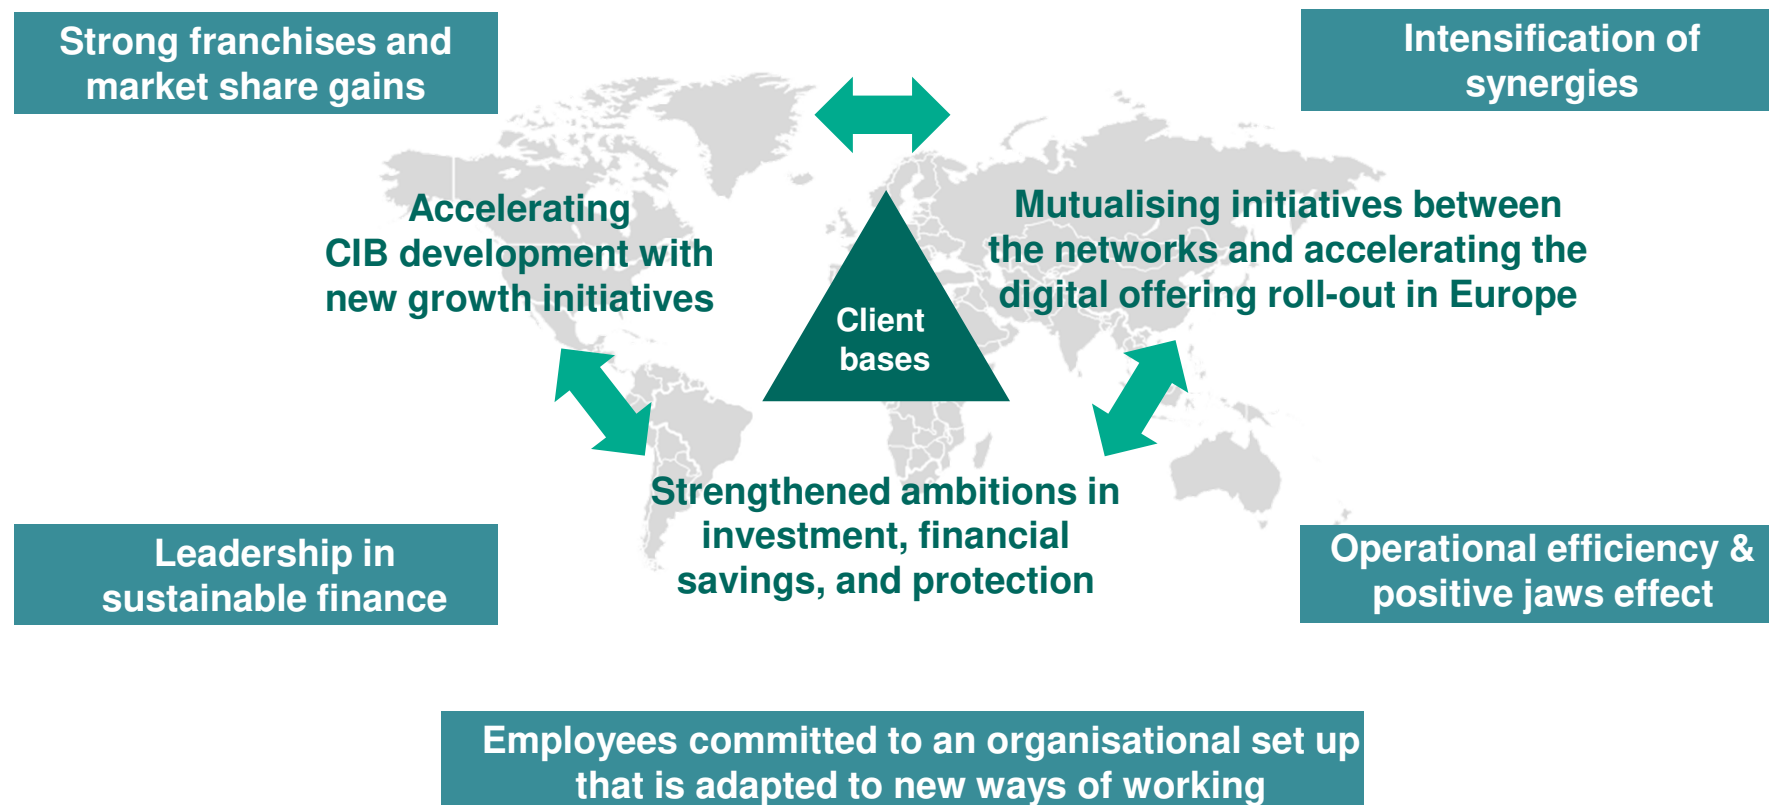 Strong franchises and
market share gains
Intensification of
synergies
Accelerating
CIB development with
new growth initiatives
Mutualising initiatives between
the networks and accelerating the
digital offering roll-out in Europe
Client
bases
Strengthened ambitions in
investment, financial
savings, and protection
Leadership in
sustainable finance
Operational efficiency &
positive jaws effect
Employees committed to an organisational set up
that is adapted to new ways of working